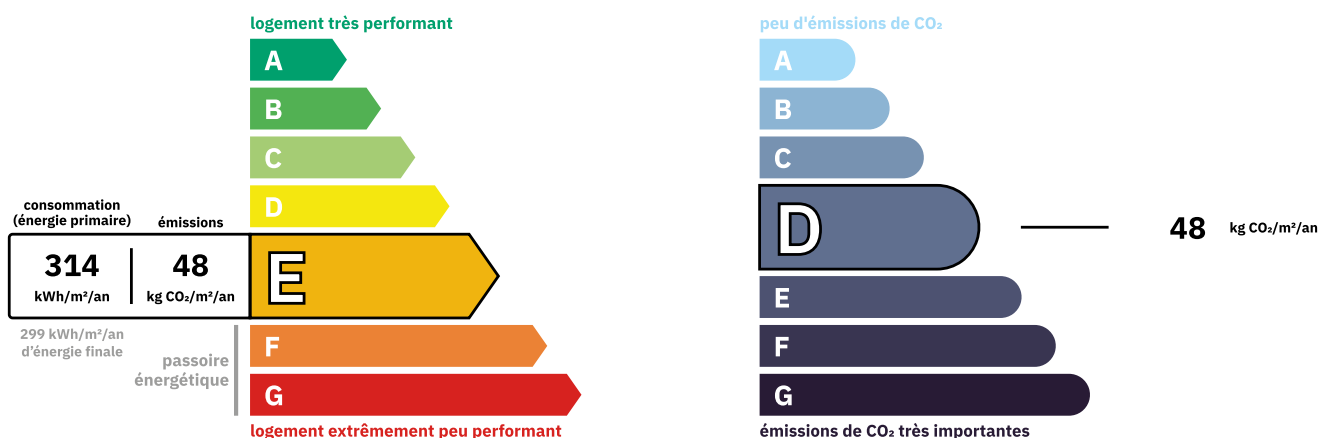 logement très performant
A
B
C
D
consommation
(énergie primaire)
émissions
314
kWh/m²/an
48
kg CO₂/m²/an
E
299 kWh/m²/an
d'énergie finale
passoire
énergétique
F
G
logement extrêmement peu performant
peu d'émissions de CO₂
A
B
C
D
48
kg CO₂/m²/an
E
F
G
émissions de CO₂ très importantes